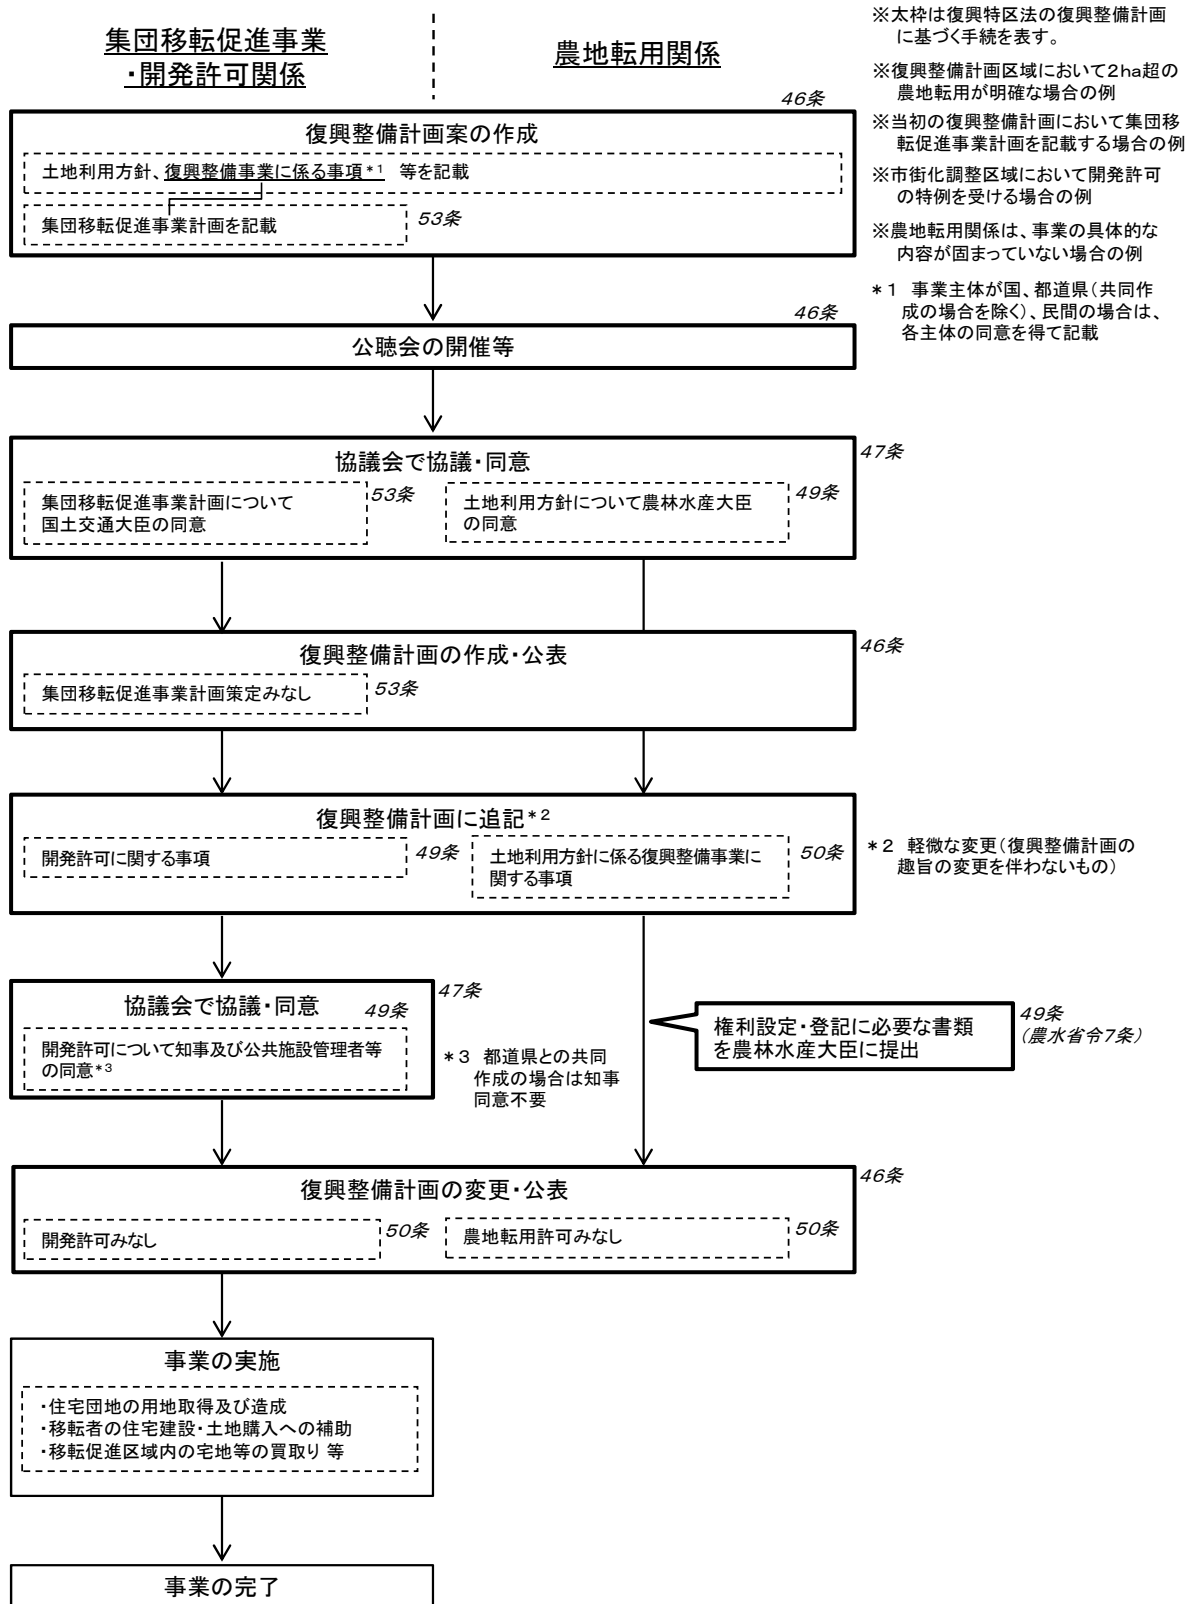 集団移転促進事業
・開発許可関係
農地転用関係
※太枠は復興特区法の復興整備計画
に基づく手続を表す。
※復興整備計画区域において2ha超の
農地転用が明確な場合の例
※当初の復興整備計画において集団移
転促進事業計画を記載する場合の例
※市街化調整区域において開発許可
の特例を受ける場合の例
※農地転用関係は、事業の具体的な
内容が固まっていない場合の例
*1 事業主体が国、都道県(共同作
成の場合を除く)、民間の場合は、
各主体の同意を得て記載
46条
復興整備計画案の作成
土地利用方針、復興整備事業に係る事項*1 等を記載
集団移転促進事業計画を記載
53条
46条
公聴会の開催等
47条
協議会で協議・同意
集団移転促進事業計画について
国土交通大臣の同意
53条
土地利用方針について農林水産大臣
の同意
49条
46条
復興整備計画の作成・公表
集団移転促進事業計画策定みなし
53条
復興整備計画に追記*2
開発許可に関する事項
49条
土地利用方針に係る復興整備事業に
関する事項
50条
*2 軽微な変更(復興整備計画の
趣旨の変更を伴わないもの)
47条
協議会で協議・同意
49条
開発許可について知事及び公共施設管理者等
の同意*3
*3 都道県との共同
作成の場合は知事
同意不要
権利設定・登記に必要な書類
を農林水産大臣に提出
49条
(農水省令7条)
46条
復興整備計画の変更・公表
開発許可みなし
50条
農地転用許可みなし
50条
事業の実施
・住宅団地の用地取得及び造成
・移転者の住宅建設・土地購入への補助
・移転促進区域内の宅地等の買取り 等
事業の完了